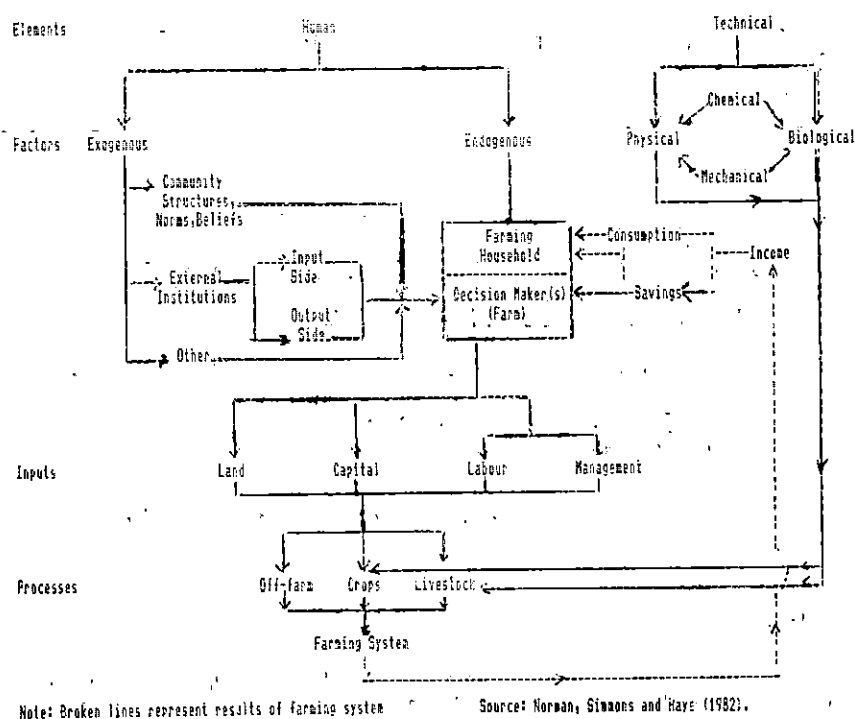 Elements Human Technical
Chemical
Factors Exogenous Endogenous Physical Biological
Mechanical
Community
Structures,
Norms,Beliefs
Farming
Household
Consumption
Income
External
Institutions
Input
Side
Output
Side
Decision Maker(s)
(Farm)
Savings
Other
Inputs Land Capital Labour Management
Processes Off-farm Crops Livestock
Farming System
Note: Broken lines represent results of farming system Source: Norman, Simmons and Hays (1982).